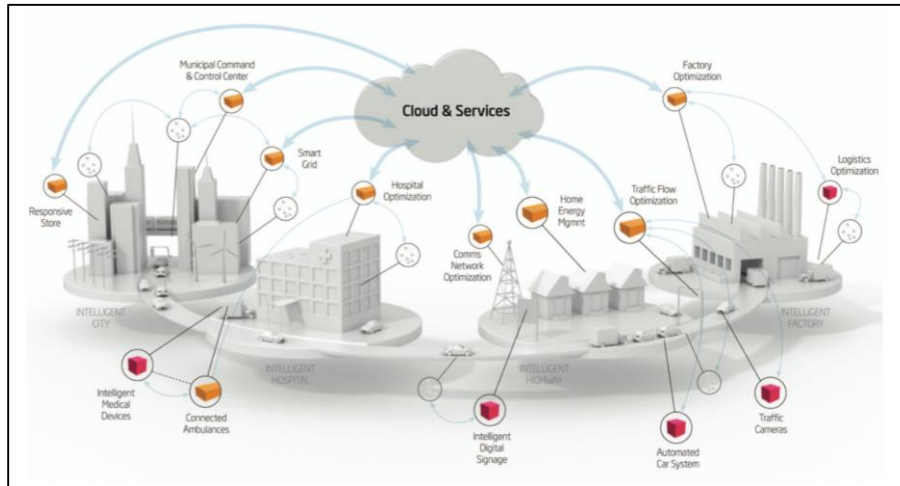 Municipal Command
& Control Center
Cloud & Services
Factory
Optimization
Smart
Grid
Hospital
Optimization
Home
Energy
Mgmnt
Traffic Flow
Optimization
Logistics
Optimization
Responsive
Store
Comms
Network
Optimization
INTELLIGENT
CITY
INTELLIGENT
HOSPITAL
INTELLIGENT
HIGHWAY
INTELLIGENT
FACTORY
Intelligent
Medical
Devices
Connected
Ambulances
Intelligent
Digital
Signage
Automated
Car System
Traffic
Cameras